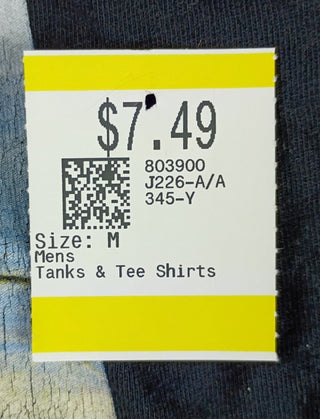 $7.49
803900
J226-A/A
345-Y
Size: M
Mens
Tanks & Tee Shirts